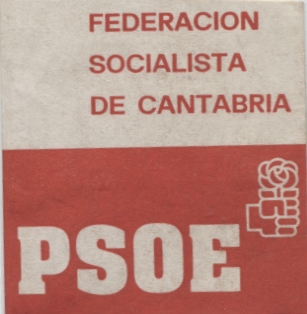 FEDERACION
SOCIALISTA
DE CANTABRIA
PSOE